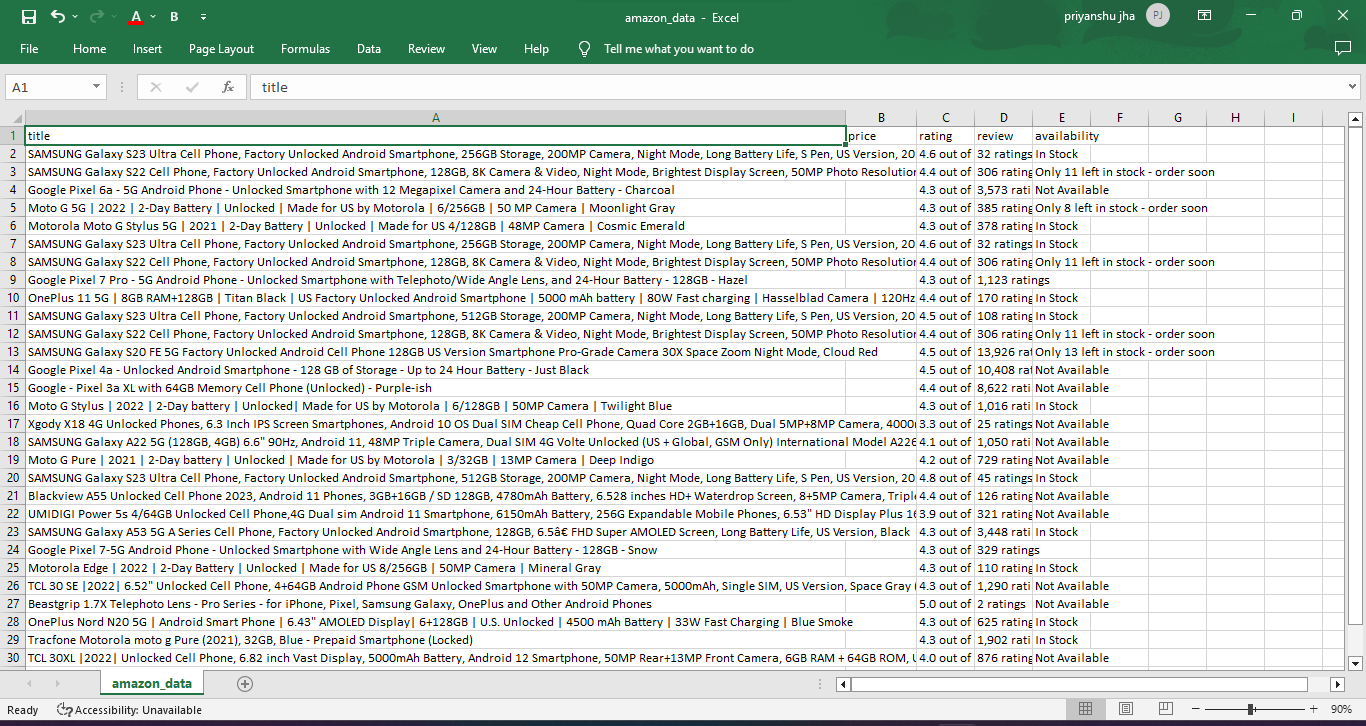 A B
amazon_data - Excel
priyanshu jha PJ
File Home Insert Page Layout Formulas Data Review View Help Tell me what you want to do
A1 fx title
A B C D E F G H I
1 title price rating review availability
2 SAMSUNG Galaxy S23 Ultra Cell Phone, Factory Unlocked Android Smartphone, 256GB Storage, 200MP Camera, Night Mode, Long Battery Life, S Pen, US Version, 20 4.6 out of 32 ratings In Stock
3 SAMSUNG Galaxy S22 Cell Phone, Factory Unlocked Android Smartphone, 128GB, 8K Camera & Video, Night Mode, Brightest Display Screen, 50MP Photo Resolution 4.4 out of 306 rating Only 11 left in stock - order soon
4 Google Pixel 6a - 5G Android Phone - Unlocked Smartphone with 12 Megapixel Camera and 24-Hour Battery - Charcoal 4.3 out of 3,573 rati Not Available
5 Moto G 5G | 2022 | 2-Day Battery | Unlocked | Made for US by Motorola | 6/256GB | 50 MP Camera | Moonlight Gray 4.3 out of 385 rating Only 8 left in stock - order soon
6 Motorola Moto G Stylus 5G | 2021 | 2-Day Battery | Unlocked | Made for US 4/128GB | 48MP Camera | Cosmic Emerald 4.3 out of 378 rating In Stock
7 SAMSUNG Galaxy S23 Ultra Cell Phone, Factory Unlocked Android Smartphone, 256GB Storage, 200MP Camera, Night Mode, Long Battery Life, S Pen, US Version, 20 4.6 out of 32 ratings In Stock
8 SAMSUNG Galaxy S22 Cell Phone, Factory Unlocked Android Smartphone, 128GB, 8K Camera & Video, Night Mode, Brightest Display Screen, 50MP Photo Resolution 4.4 out of 306 rating Only 11 left in stock - order soon
9 Google Pixel 7 Pro - 5G Android Phone - Unlocked Smartphone with Telephoto/Wide Angle Lens, and 24-Hour Battery - 128GB - Hazel 4.3 out of 1,123 ratings
10 OnePlus 11 5G | 8GB RAM+128GB | Titan Black | US Factory Unlocked Android Smartphone | 5000 mAh battery | 80W Fast charging | Hasselblad Camera | 120Hz 4.4 out of 170 rating In Stock
11 SAMSUNG Galaxy S23 Ultra Cell Phone, Factory Unlocked Android Smartphone, 512GB Storage, 200MP Camera, Night Mode, Long Battery Life, S Pen, US Version, 20 4.5 out of 108 rating In Stock
12 SAMSUNG Galaxy S22 Cell Phone, Factory Unlocked Android Smartphone, 128GB, 8K Camera & Video, Night Mode, Brightest Display Screen, 50MP Photo Resolution 4.4 out of 306 rating Only 11 left in stock - order soon
13 SAMSUNG Galaxy S20 FE 5G Factory Unlocked Android Cell Phone 128GB US Version Smartphone Pro-Grade Camera 30X Space Zoom Night Mode, Cloud Red 4.5 out of 13,926 rat Only 13 left in stock - order soon
14 Google Pixel 4a - Unlocked Android Smartphone - 128 GB of Storage - Up to 24 Hour Battery - Just Black 4.5 out of 10,408 rat Not Available
15 Google - Pixel 3a XL with 64GB Memory Cell Phone (Unlocked) - Purple-ish 4.4 out of 8,622 rati Not Available
16 Moto G Stylus | 2022 | 2-Day battery | Unlocked| Made for US by Motorola | 6/128GB | 50MP Camera | Twilight Blue 4.3 out of 1,016 rati In Stock
17 Xgody X18 4G Unlocked Phones, 6.3 Inch IPS Screen Smartphones, Android 10 OS Dual SIM Cheap Cell Phone, Quad Core 2GB+16GB, Dual 5MP+8MP Camera, 4000 3.3 out of 25 ratings Not Available
18 SAMSUNG Galaxy A22 5G (128GB, 4GB) 6.6" 90Hz, Android 11, 48MP Triple Camera, Dual SIM 4G Volte Unlocked (US + Global, GSM Only) International Model A226 4.1 out of 1,050 rati Not Available
19 Moto G Pure | 2021 | 2-Day battery | Unlocked | Made for US by Motorola | 3/32GB | 13MP Camera | Deep Indigo 4.2 out of 729 rating Not Available
20 SAMSUNG Galaxy S23 Ultra Cell Phone, Factory Unlocked Android Smartphone, 512GB Storage, 200MP Camera, Night Mode, Long Battery Life, S Pen, US Version, 20 4.8 out of 45 ratings In Stock
21 Blackview A55 Unlocked Cell Phone 2023, Android 11 Phones, 3GB+16GB / SD 128GB, 4780mAh Battery, 6.528 inches HD+ Waterdrop Screen, 8+5MP Camera, Triple 4.4 out of 126 rating Not Available
22 UMIDIGI Power 5s 4/64GB Unlocked Cell Phone,4G Dual sim Android 11 Smartphone, 6150mAh Battery, 256G Expandable Mobile Phones, 6.53" HD Display Plus 16 3.9 out of 321 rating Not Available
23 SAMSUNG Galaxy A53 5G A Series Cell Phone, Factory Unlocked Android Smartphone, 128GB, 6.5â€ FHD Super AMOLED Screen, Long Battery Life, US Version, Black 4.3 out of 3,448 rati In Stock
24 Google Pixel 7-5G Android Phone - Unlocked Smartphone with Wide Angle Lens and 24-Hour Battery - 128GB - Snow 4.3 out of 329 ratings
25 Motorola Edge | 2022 | 2-Day Battery | Unlocked | Made for US 8/256GB | 50MP Camera | Mineral Gray 4.3 out of 110 rating In Stock
26 TCL 30 SE |2022| 6.52" Unlocked Cell Phone, 4+64GB Android Phone GSM Unlocked Smartphone with 50MP Camera, 5000mAh, Single SIM, US Version, Space Gray ( 4.3 out of 1,290 rati Not Available
27 Beastgrip 1.7X Telephoto Lens - Pro Series - for iPhone, Pixel, Samsung Galaxy, OnePlus and Other Android Phones 5.0 out of 2 ratings Not Available
28 OnePlus Nord N20 5G | Android Smart Phone | 6.43" AMOLED Display| 6+128GB | U.S. Unlocked | 4500 mAh Battery | 33W Fast Charging | Blue Smoke 4.3 out of 625 rating In Stock
29 Tracfone Motorola moto g Pure (2021), 32GB, Blue - Prepaid Smartphone (Locked) 4.3 out of 1,902 rati In Stock
30 TCL 30XL |2022| Unlocked Cell Phone, 6.82 inch Vast Display, 5000mAh Battery, Android 12 Smartphone, 50MP Rear+13MP Front Camera, 6GB RAM + 64GB ROM, U 4.0 out of 876 rating Not Available
amazon_data
Ready Accessibility: Unavailable 90%